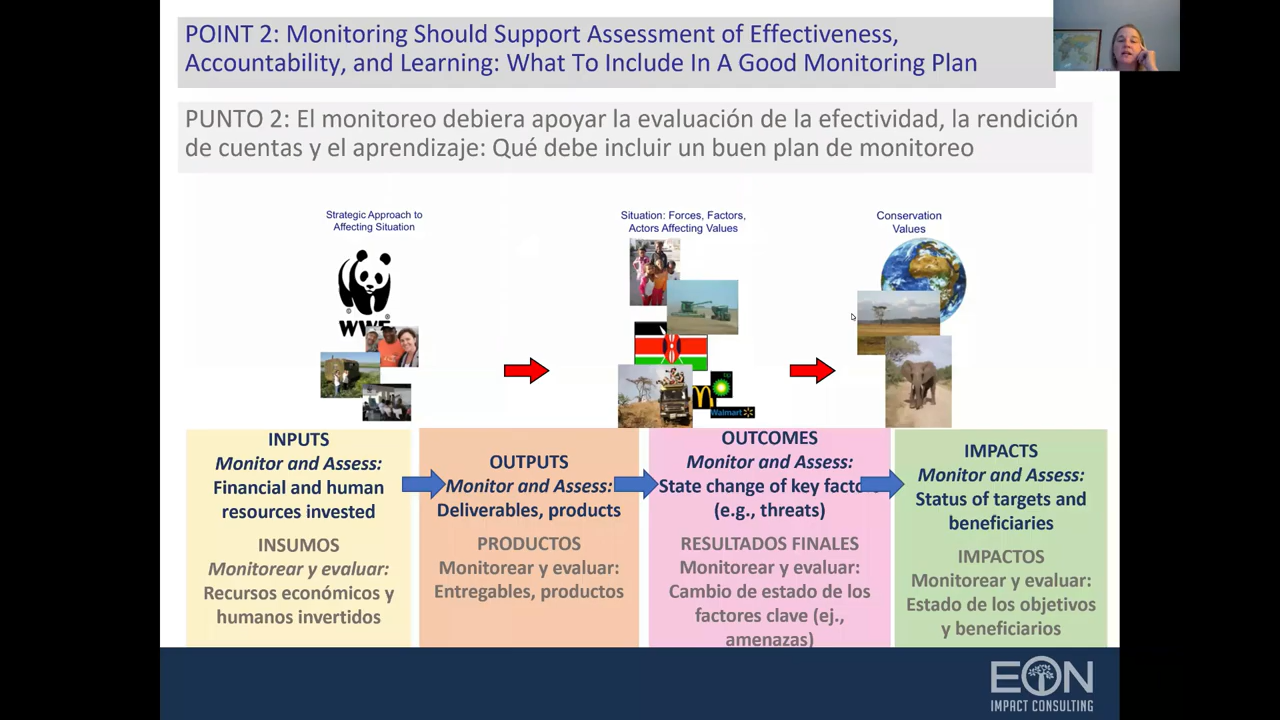 POINT 2: Monitoring Should Support Assessment of Effectiveness,
Accountability, and Learning: What To Include In A Good Monitoring Plan
PUNTO 2: El monitoreo debiera apoyar la evaluación de la efectividad, la rendición
de cuentas y el aprendizaje: Qué debe incluir un buen plan de monitoreo
Strategic Approach to
Affecting Situation
WWF
Situation: Forces, Factors,
Actors Affecting Values
bp
Walmart
Conservation
Values
INPUTS
Monitor and Assess:
Financial and human
resources invested
INSUMOS
Monitorear y evaluar:
Recursos económicos y
humanos invertidos
OUTPUTS
Monitor and Assess:
Deliverables, products
PRODUCTOS
Monitorear y evaluar:
Entregables, productos
OUTCOMES
Monitor and Assess:
State change of key factors
(e.g., threats)
RESULTADOS FINALES
Monitorear y evaluar:
Cambio de estado de los
factores clave (ej.,
amenazas)
IMPACTS
Monitor and Assess:
Status of targets and
beneficiaries
IMPACTOS
Monitorear y evaluar:
Estado de los objetivos
y beneficiarios
EON
IMPACT CONSULTING